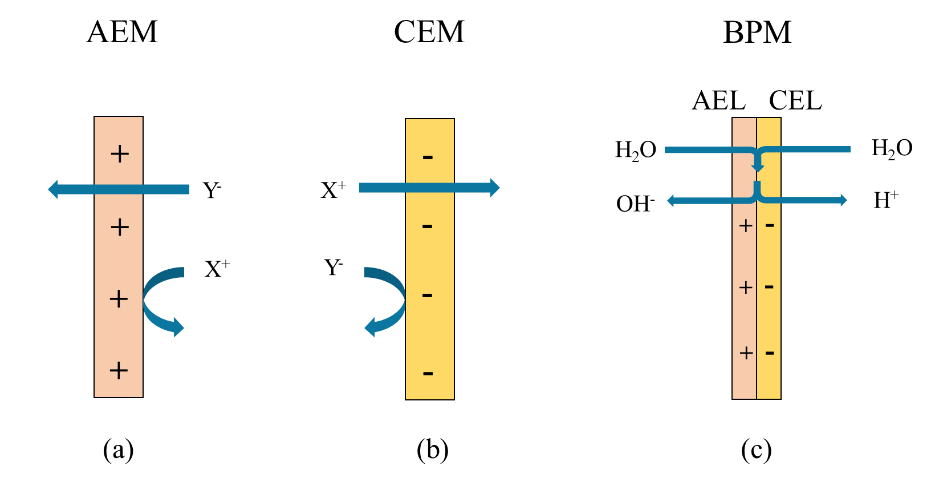 AEM
CEM
BPM
AEL CEL
+
+
+
+
Y⁻
X⁺
-
-
-
-
X⁺
Y⁻
H₂O
H₂O
OH⁻
H⁺
+ -
+ -
+ -
(a)
(b)
(c)